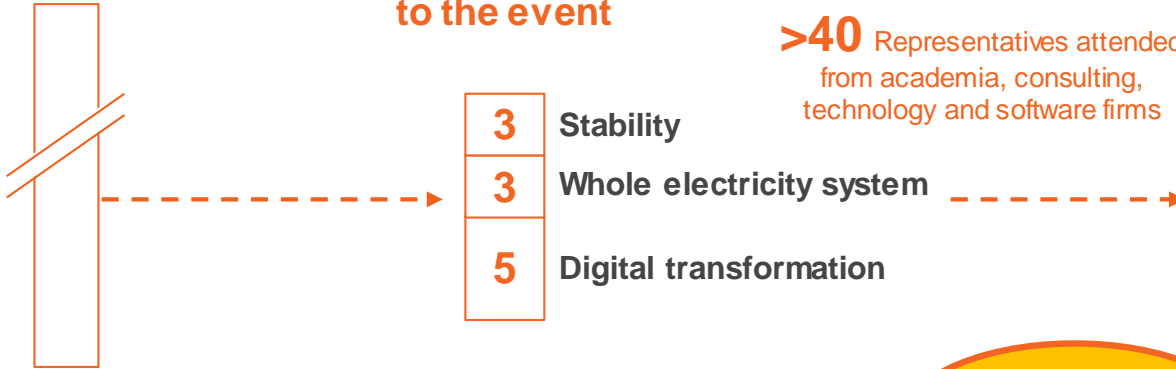 to the event
>40 Representatives attended
from academia, consulting,
technology and software firms
3 Stability
3 Whole electricity system
5 Digital transformation